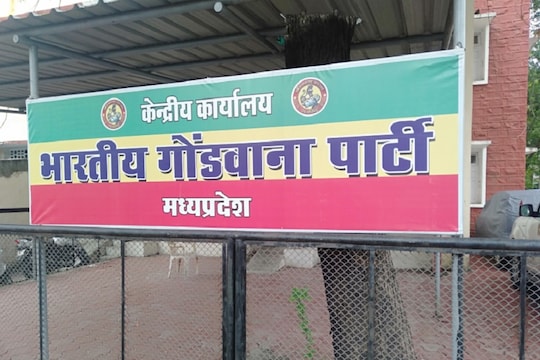 केन्द्रीय कार्यालय
भारतीय गोंडवाना पार्टी
मध्यप्रदेश